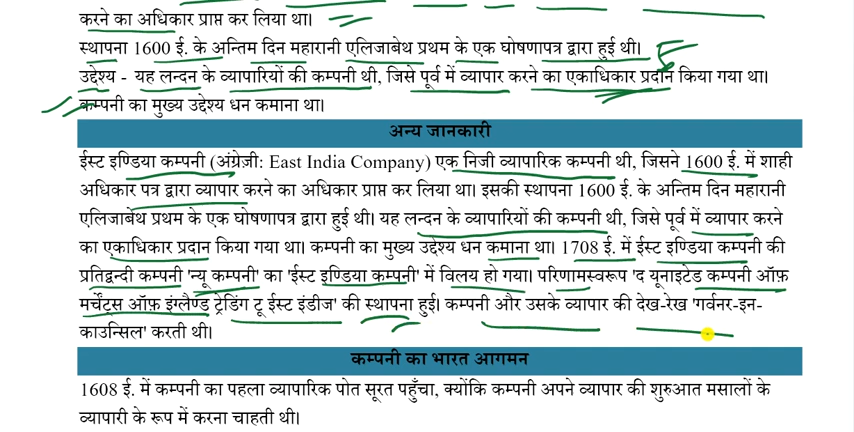 करने का अधिकार प्राप्त कर लिया था।
स्थापना 1600 ई. के अन्तिम दिन महारानी एलिजाबेथ प्रथम के एक घोषणापत्र द्वारा हुई थी।
उद्देश्य - यह लन्दन के व्यापारियों की कम्पनी थी, जिसे पूर्व में व्यापार करने का एकाधिकार प्रदान किया गया था।
कम्पनी का मुख्य उद्देश्य धन कमाना था।
अन्य जानकारी
ईस्ट इण्डिया कम्पनी (अंग्रेज़ी: East India Company) एक निजी व्यापारिक कम्पनी थी, जिसने 1600 ई. में शाही
अधिकार पत्र द्वारा व्यापार करने का अधिकार प्राप्त कर लिया था। इसकी स्थापना 1600 ई. के अन्तिम दिन महारानी
एलिजाबेथ प्रथम के एक घोषणापत्र द्वारा हुई थी। यह लन्दन के व्यापारियों की कम्पनी थी, जिसे पूर्व में व्यापार करने
का एकाधिकार प्रदान किया गया था। कम्पनी का मुख्य उद्देश्य धन कमाना था। 1708 ई. में ईस्ट इण्डिया कम्पनी की
प्रतिद्वन्दी कम्पनी 'न्यू कम्पनी' का 'ईस्ट इण्डिया कम्पनी' में विलय हो गया। परिणामस्वरूप 'द यूनाइटेड कम्पनी ऑफ़
मर्चेंट्स ऑफ़ इंग्लैण्ड ट्रेडिंग टू ईस्ट इंडीज' की स्थापना हुई। कम्पनी और उसके व्यापार की देख-रेख 'गर्वनर-इन-
काउन्सिल' करती थी।
कम्पनी का भारत आगमन
1608 ई. में कम्पनी का पहला व्यापारिक पोत सूरत पहुँचा, क्योंकि कम्पनी अपने व्यापार की शुरुआत मसालों के
व्यापारी के रूप में करना चाहती थी।